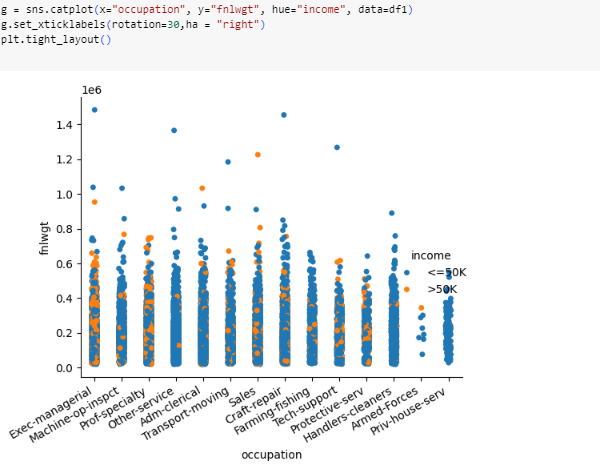 g = sns.catplot(x="occupation", y="fnlwgt", hue="income", data=df1)
g.set_xticklabels(rotation=30,ha = "right")
plt.tight_layout()
1e6
1.4
1.2
1.0
0.8
0.6
0.4
0.2
0.0
fnlwgt
income
<=50K
>50K
Exec-managerial
Machine-op-inspct
Prof-specialty
Other-service
Adm-clerical
Transport-moving
Sales
Craft-repair
Farming-fishing
Tech-support
Protective-serv
Handlers-cleaners
Armed-Forces
Priv-house-serv
occupation